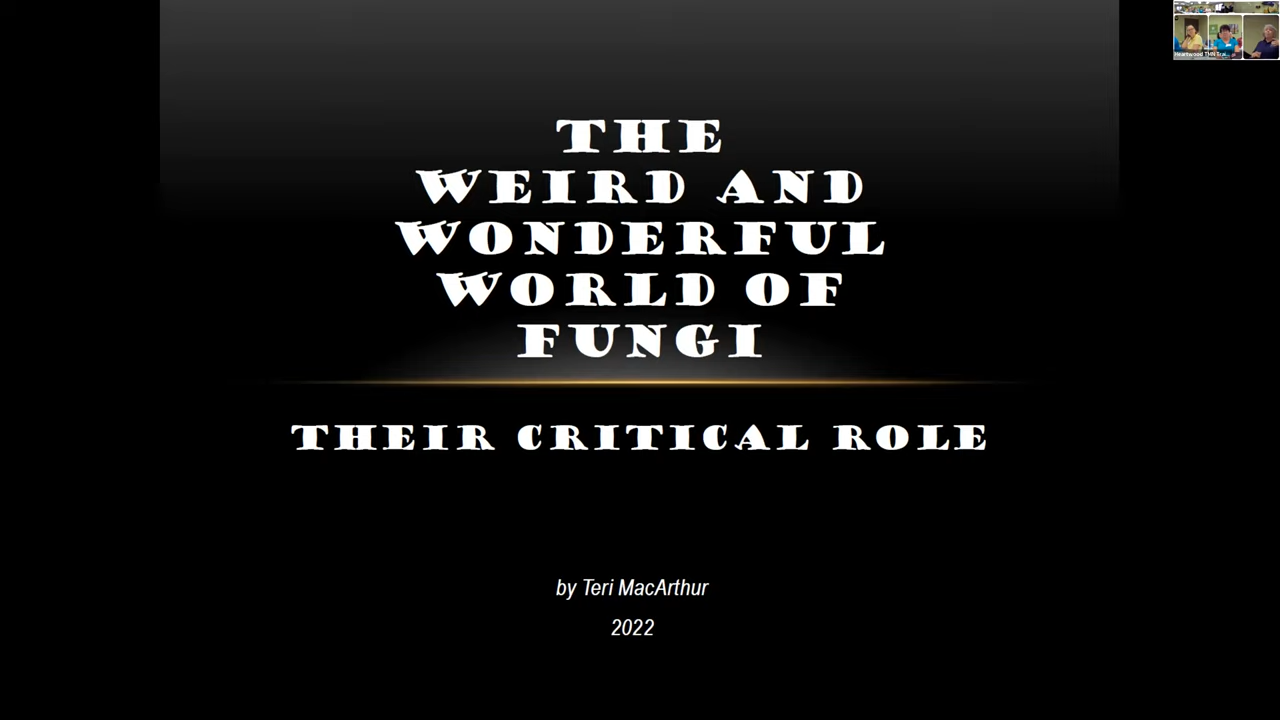 THE
WEIRD AND
WONDERFUL
WORLD OF
FUNGI
THEIR CRITICAL ROLE
by Teri MacArthur
2022